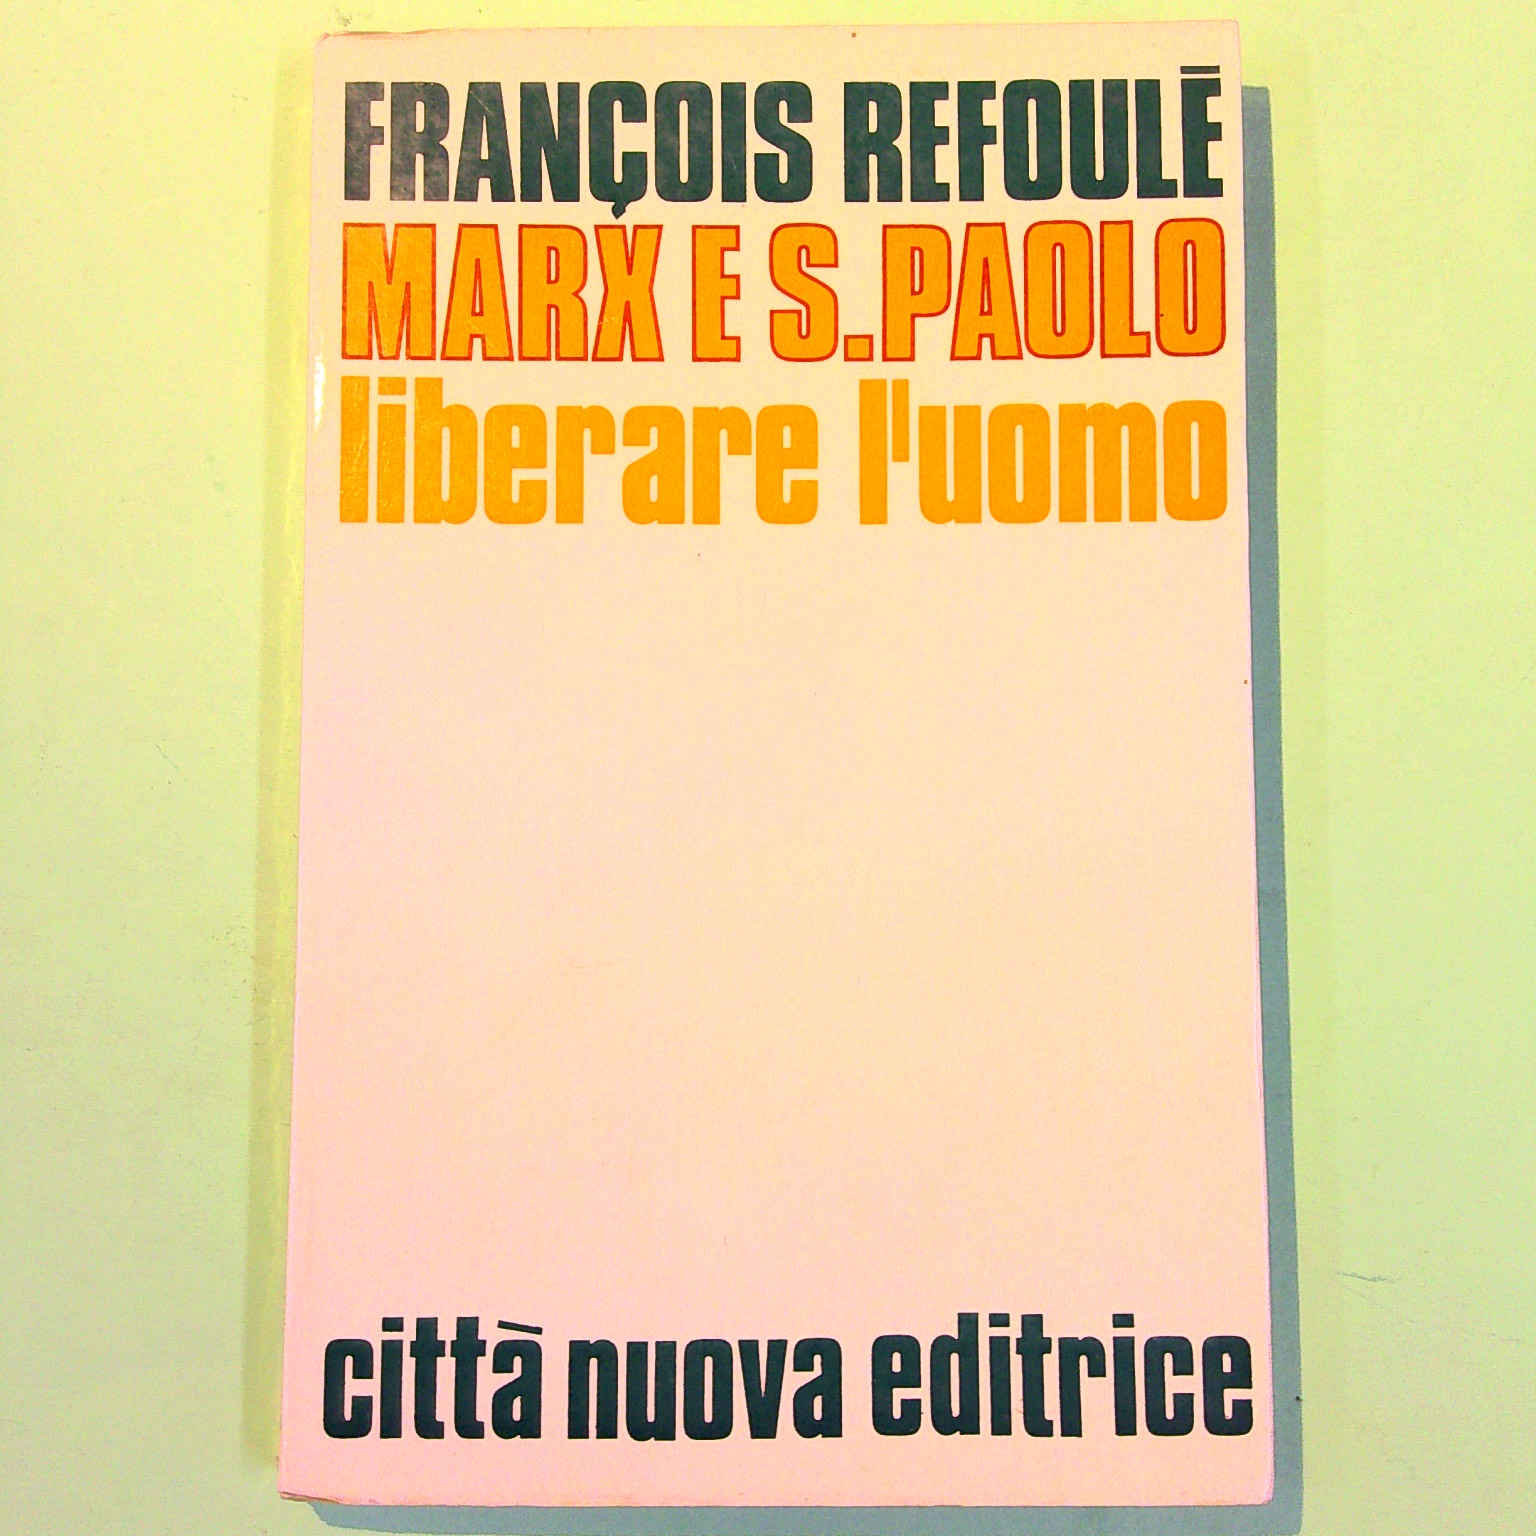 FRANÇOIS REFOULÉ
MARX E S. PAOLO
liberare l'uomo
città nuova editrice